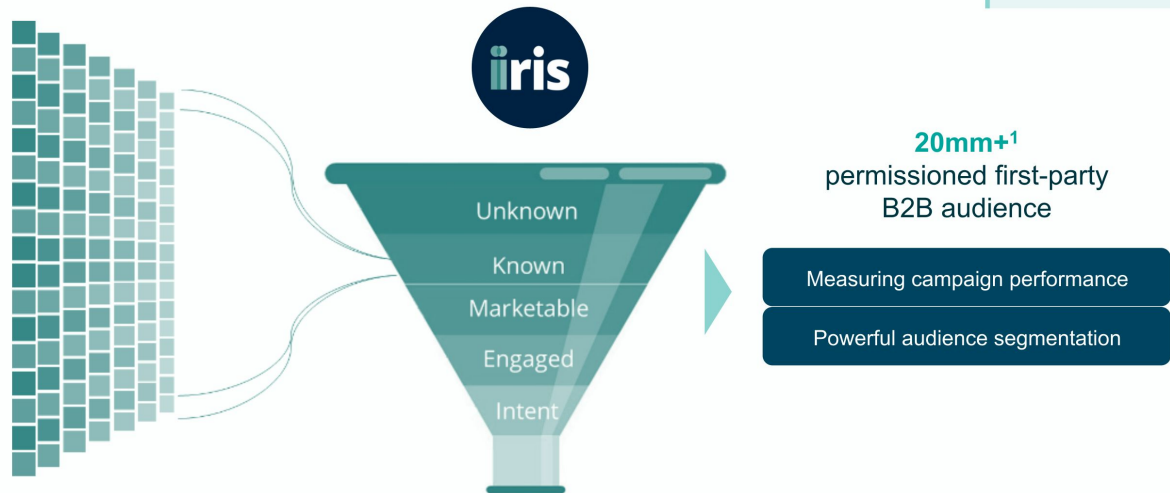 iiris
20mm+¹
permissioned first-party
B2B audience
Unknown
Known
Marketable
Engaged
Intent
Measuring campaign performance
Powerful audience segmentation